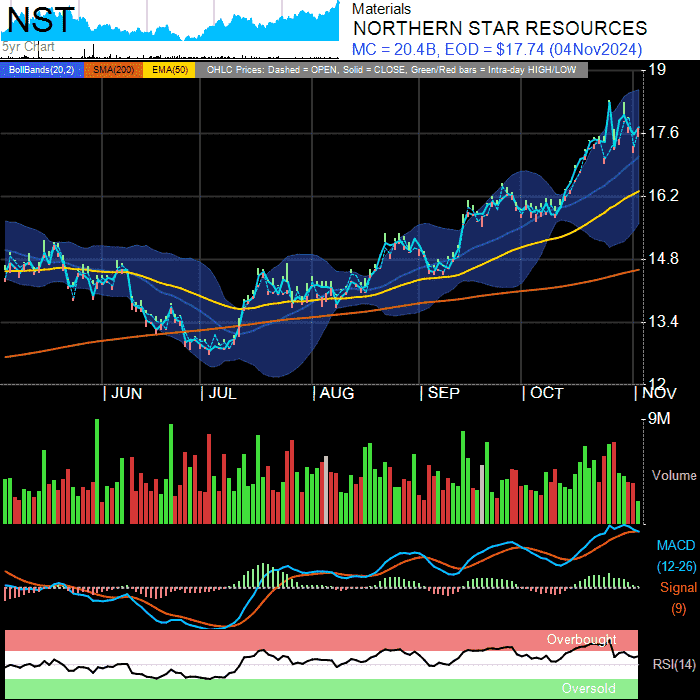 NST
Materials
NORTHERN STAR RESOURCES
MC = 20.4B, EOD = $17.74 (04Nov2024)
5yr Chart
BollBands(20,2) SMA(200) EMA(50) OHLC Prices: Dashed = OPEN, Solid = CLOSE, Green/Red bars = Intra-day HIGH/LOW
19
17.6
16.2
14.8
13.4
12
JUN JUL AUG SEP OCT NOV
9M
Volume
MACD
(12-26)
Signal
(9)
Overbought
RSI(14)
Oversold